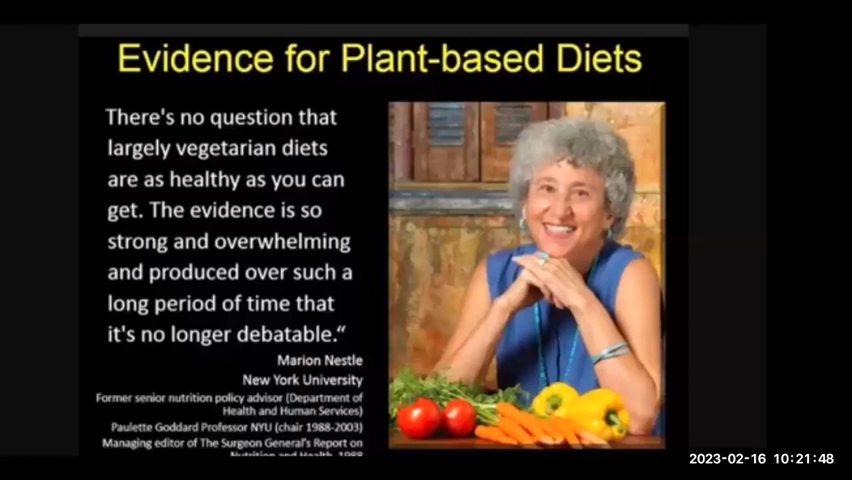 Evidence for Plant-based Diets
There's no question that
largely vegetarian diets
are as healthy as you can
get. The evidence is so
strong and overwhelming
and produced over such a
long period of time that
it's no longer debatable.“
Marion Nestle
New York University
Former senior nutrition policy advisor (Department of
Health and Human Services)
Paulette Goddard Professor NYU (chair 1988-2003)
Managing editor of The Surgeon General's Report on
Nutrition and Health, 1988
2023-02-16 10:21:48